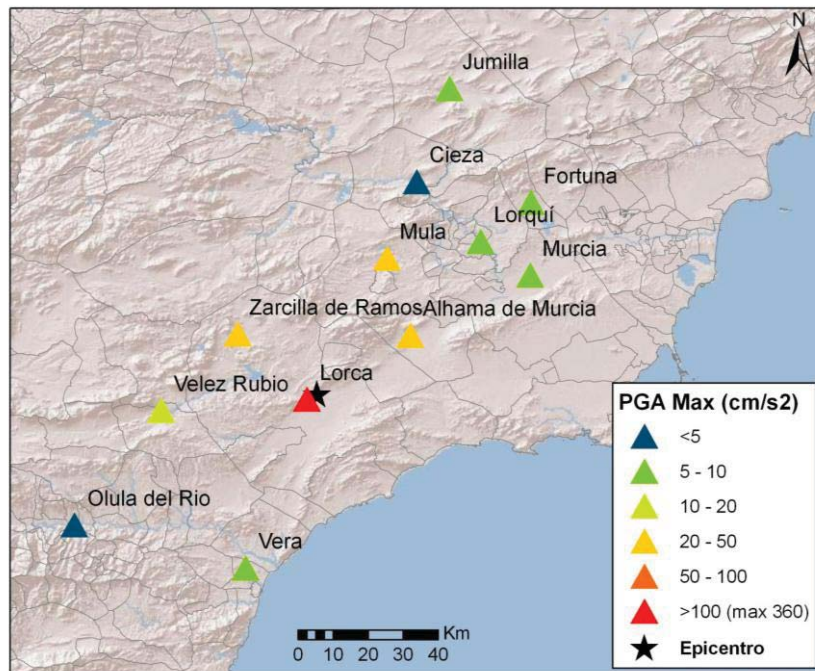 N
Jumilla
Cieza
Fortuna
Lorquí
Mula
Murcia
Zarcilla de Ramos
Alhama de Murcia
Lorca
Velez Rubio
Olula del Rio
Vera
Km
0 10 20 30 40
PGA Max (cm/s2)
<5
5 - 10
10 - 20
20 - 50
50 - 100
>100 (max 360)
Epicentro